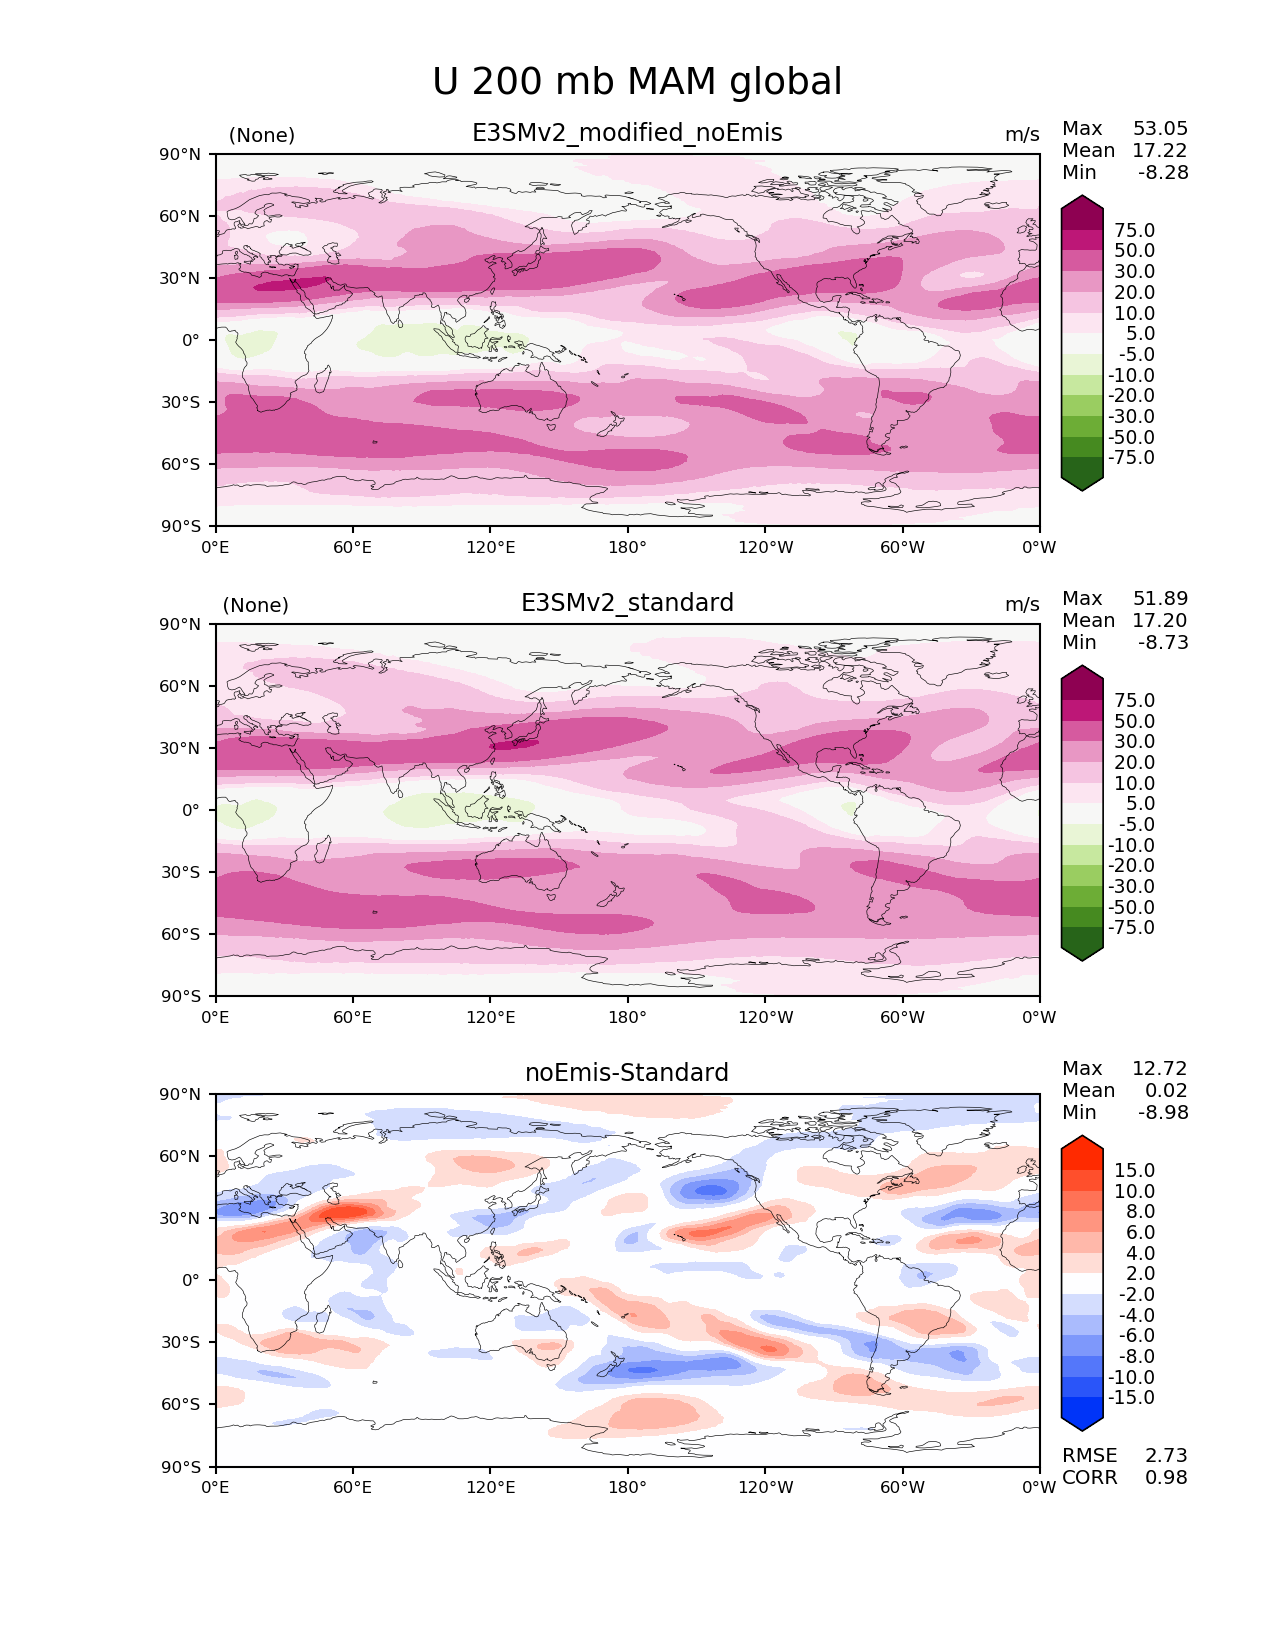 U 200 mb MAM global
(None) E3SMv2_modified_noEmis m/s
Max 53.05
Mean 17.22
Min -8.28
90°N
60°N
30°N
0°
30°S
60°S
90°S
0°E 60°E 120°E 180° 120°W 60°W 0°W
75.0
50.0
30.0
20.0
10.0
5.0
-5.0
-10.0
-20.0
-30.0
-50.0
-75.0
(None) E3SMv2_standard m/s
Max 51.89
Mean 17.20
Min -8.73
90°N
60°N
30°N
0°
30°S
60°S
90°S
0°E 60°E 120°E 180° 120°W 60°W 0°W
75.0
50.0
30.0
20.0
10.0
5.0
-5.0
-10.0
-20.0
-30.0
-50.0
-75.0
noEmis-Standard
Max 12.72
Mean 0.02
Min -8.98
90°N
60°N
30°N
0°
30°S
60°S
90°S
0°E 60°E 120°E 180° 120°W 60°W 0°W
15.0
10.0
8.0
6.0
4.0
2.0
-2.0
-4.0
-6.0
-8.0
-10.0
-15.0
RMSE 2.73
CORR 0.98